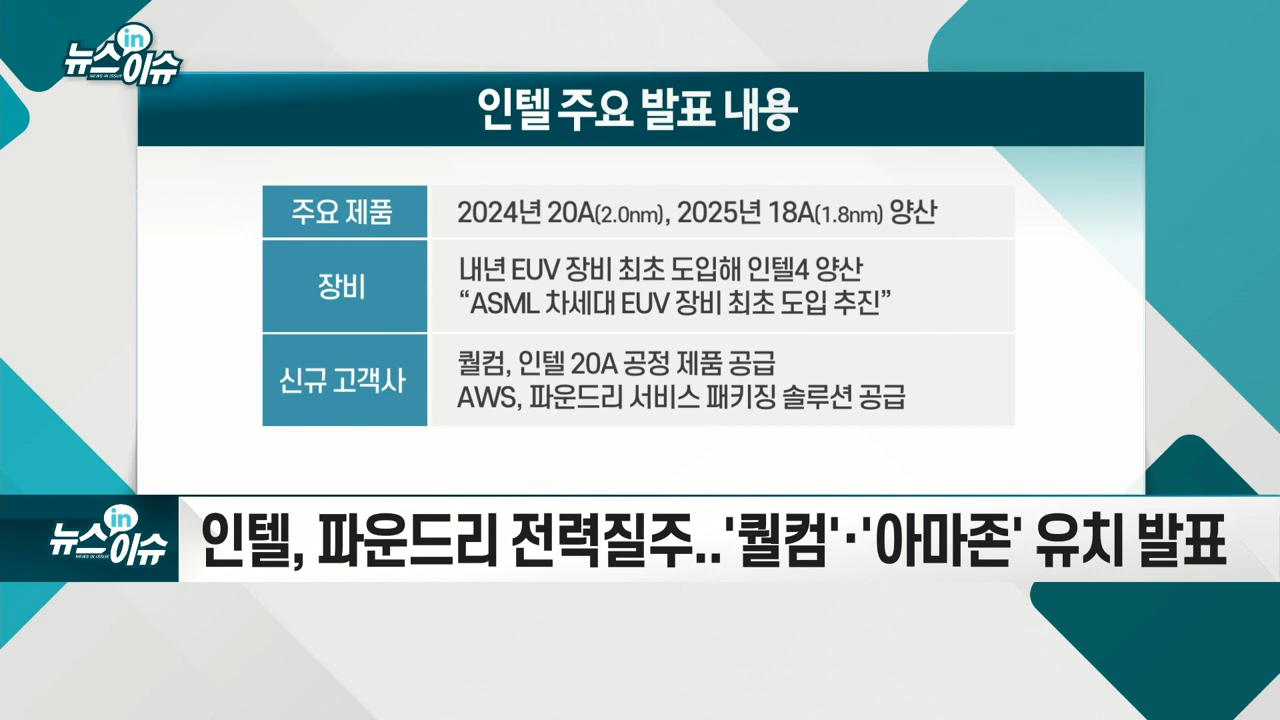 뉴스in이슈
NEWS IN ISSUE
인텔 주요 발표 내용
주요 제품
2024년 20A(2.0nm), 2025년 18A(1.8nm) 양산
장비
내년 EUV 장비 최초 도입해 인텔4 양산
“ASML 차세대 EUV 장비 최초 도입 추진”
신규 고객사
퀄컴, 인텔 20A 공정 제품 공급
AWS, 파운드리 서비스 패키징 솔루션 공급
뉴스in이슈
NEWS IN ISSUE
인텔, 파운드리 전력질주..'퀄컴'·'아마존' 유치 발표